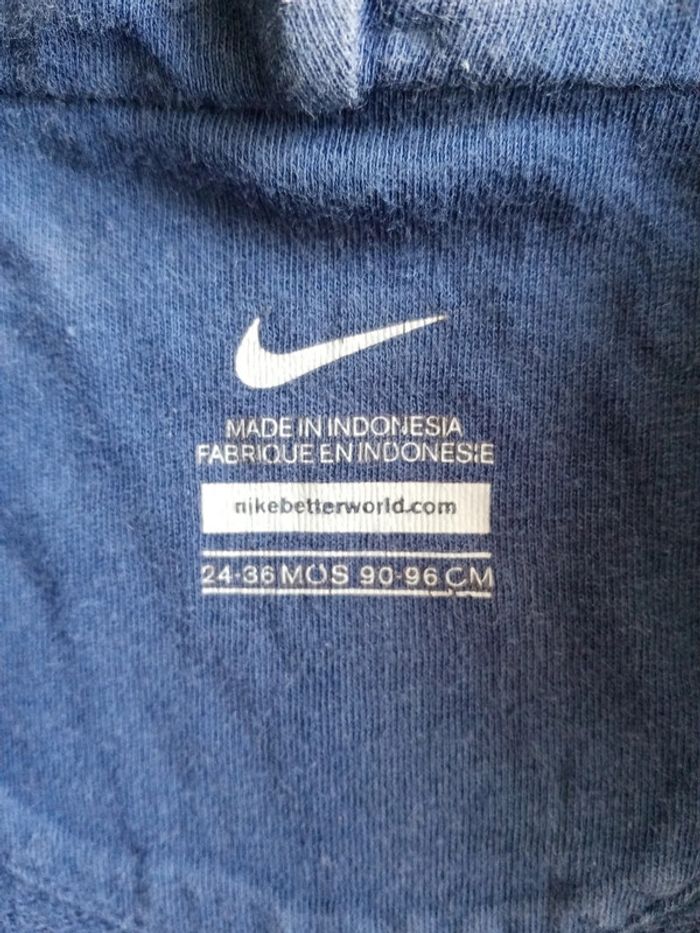 MADE IN INDONESIA
FABRIQUE EN INDONESIE
nikebetterworld.com
24-36 MOS 90-96 CM